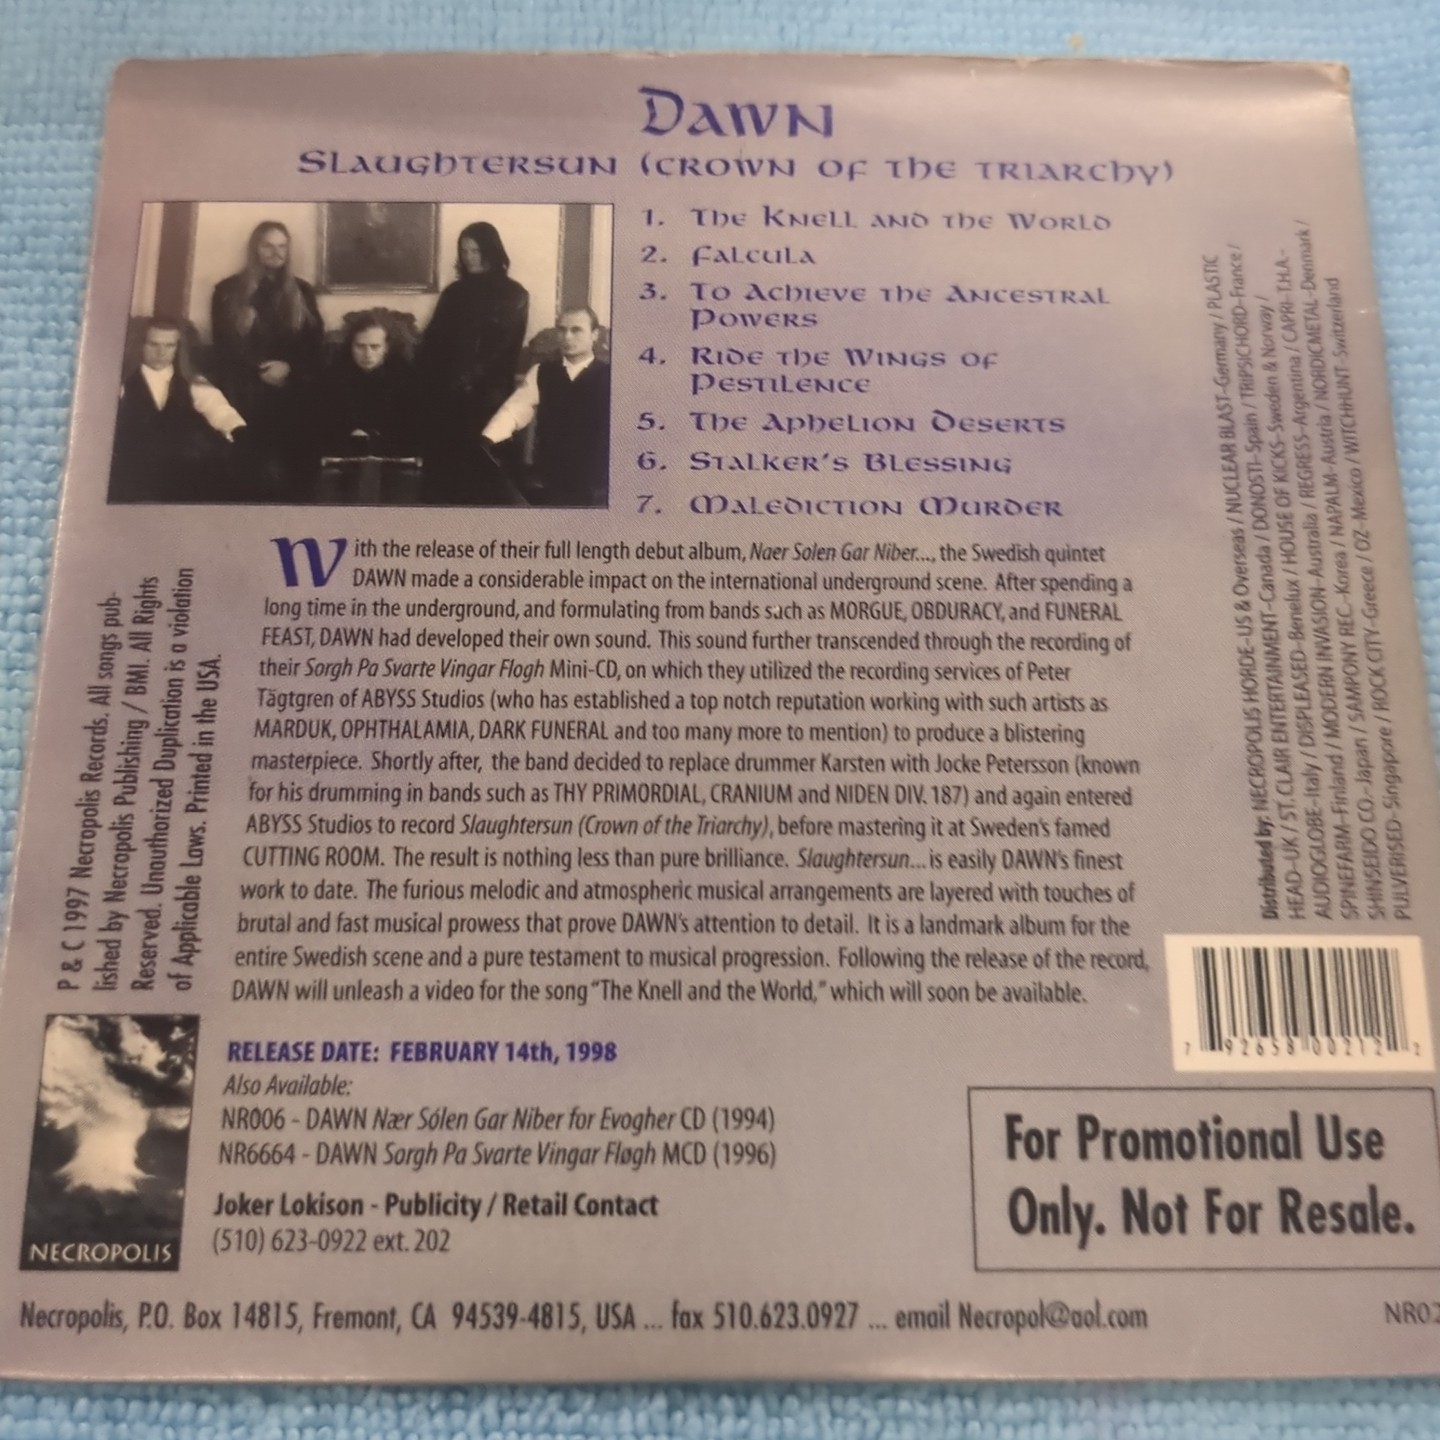 Dawn
Slaughtersun (Crown of the Triarchy)
1. The Knell and the World
2. Falcula
3. To Achieve the Ancestral
Powers
4. Ride the Wings of
Pestilence
5. The Aphelion Deserts
6. Stalker's Blessing
7. Malediction Murder
With the release of their full length debut album, Naer Solen Gar Niber..., the Swedish quintet
DAWN made a considerable impact on the international underground scene. After spending a
long time in the underground, and formulating from bands such as MORGUE, OBDURACY, and FUNERAL
FEAST, DAWN had developed their own sound. This sound further transcended through the recording of
their Sorgh Pa Svarte Vingar Flogh Mini-CD, on which they utilized the recording services of Peter
Tägtgren of ABYSS Studios (who has established a top notch reputation working with such artists as
MARDUK, OPHTHALAMIA, DARK FUNERAL and too many more to mention) to produce a blistering
masterpiece. Shortly after, the band decided to replace drummer Karsten with Jocke Petersson (known
for his drumming in bands such as THY PRIMORDIAL, CRANIUM and NIDEN DIV. 187) and again entered
ABYSS Studios to record Slaughtersun (Crown of the Triarchy), before mastering it at Sweden's famed
CUTTING ROOM. The result is nothing less than pure brilliance. Slaughtersun... is easily DAWN's finest
work to date. The furious melodic and atmospheric musical arrangements are layered with touches of
brutal and fast musical prowess that prove DAWN's attention to detail. It is a landmark album for the
entire Swedish scene and a pure testament to musical progression. Following the release of the record,
DAWN will unleash a video for the song "The Knell and the World," which will soon be available.
P & C 1997 Necropolis Records. All songs pub-
lished by Necropolis Publishing / BMI. All Rights
Reserved. Unauthorized Duplication is a violation
of Applicable Laws. Printed in the USA.
Distributed by: NECROPOLIS HORDE-US & Overseas / NUCLEAR BLAST-Germany / PLASTIC
HEAD-UK / ST. CLAIR ENTERTAINMENT-Canada / DONOSTI-Spain / TRIPSICHORD-France /
AUDIOGLOBE-Italy / DISPLEASED-Benelux / HOUSE OF KICKS-Sweden & Norway /
SPINEFARM-Finland / MODERN INVASION-Australia / REGRESS-Argentina / CAPRI-T.H.A.-
SHINSEIDO CO.-Japan / SAMPONY REC.-Korea / NAPALM-Austria / NORDICMETAL-Denmark /
PULVERISED-Singapore / ROCK CITY-Greece / OZ-Mexico / WITCHHUNT-Switzerland
7 92658 00212 2
RELEASE DATE: FEBRUARY 14th, 1998
Also Available:
NR006 - DAWN Nær Sólen Gar Niber for Evogher CD (1994)
NR6664 - DAWN Sorgh Pa Svarte Vingar Fløgh MCD (1996)
Joker Lokison - Publicity / Retail Contact
(510) 623-0922 ext. 202
NECROPOLIS
For Promotional Use
Only. Not For Resale.
Necropolis, P.O. Box 14815, Fremont, CA 94539-4815, USA ... fax 510.623.0927 ... email Necropol@aol.com
NR02